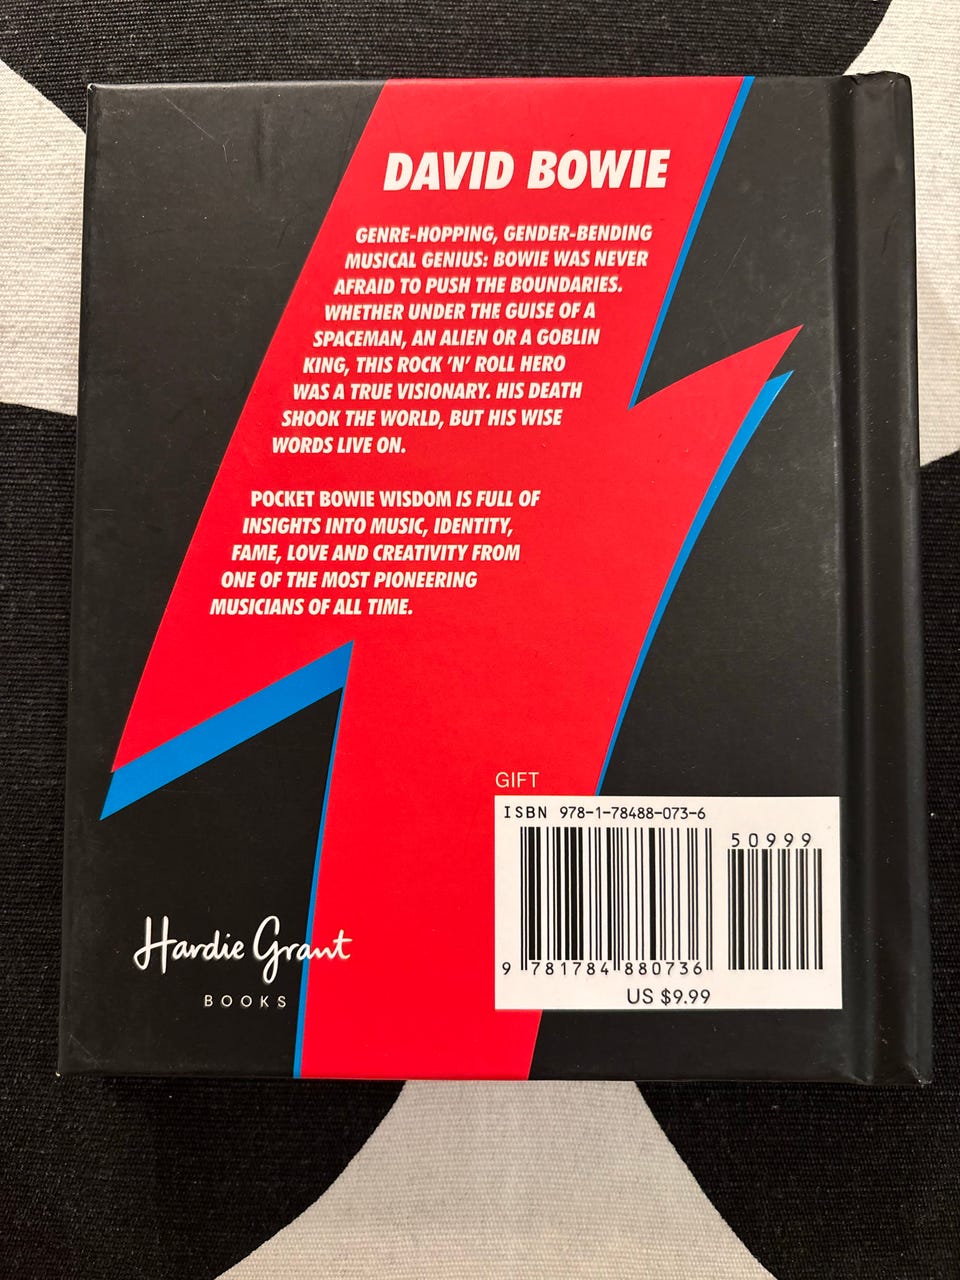 DAVID BOWIE
GENRE-HOPPING, GENDER-BENDING
MUSICAL GENIUS: BOWIE WAS NEVER
AFRAID TO PUSH THE BOUNDARIES.
WHETHER UNDER THE GUISE OF A
SPACEMAN, AN ALIEN OR A GOBLIN
KING, THIS ROCK 'N' ROLL HERO
WAS A TRUE VISIONARY. HIS DEATH
SHOOK THE WORLD, BUT HIS WISE
WORDS LIVE ON.
POCKET BOWIE WISDOM IS FULL OF
INSIGHTS INTO MUSIC, IDENTITY,
FAME, LOVE AND CREATIVITY FROM
ONE OF THE MOST PIONEERING
MUSICIANS OF ALL TIME.
GIFT
ISBN 978-1-78488-073-6
50999
9 781784 880736
US $9.99
Hardie Grant
BOOKS